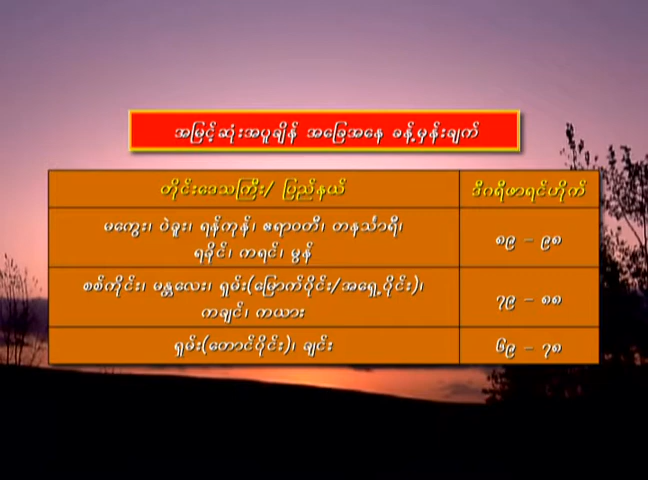 အမြင့်ဆုံးအပူချိန် အခြေအနေ ခန့်မှန်းချက်
တိုင်းဒေသကြီး/ ပြည်နယ် ဒီဂရီဖာရင်ဟိုက်
မကွေး၊ ပဲခူး၊ ရန်ကုန်၊ ဧရာဝတီ၊ တနင်္သာရီ၊
ရခိုင်၊ ကရင်၊ မွန် ၈၉ – ၉၈
စစ်ကိုင်း၊ မန္တလေး၊ ရှမ်း(မြောက်ပိုင်း/အရှေ့ပိုင်း)၊
ကချင်၊ ကယား ၇၉ – ၈၈
ရှမ်း(တောင်ပိုင်း)၊ ချင်း ၆၉ – ၇၈